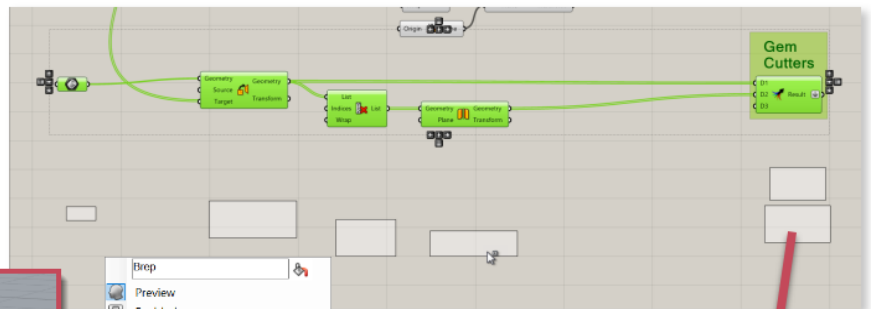 Origin
Gem
Cutters
Geometry
Source
Target
Geometry
Transform
List
Indices
Wrap
List
Geometry
Plane
Geometry
Transform
D1
D2
D3
Result
Brep
Preview